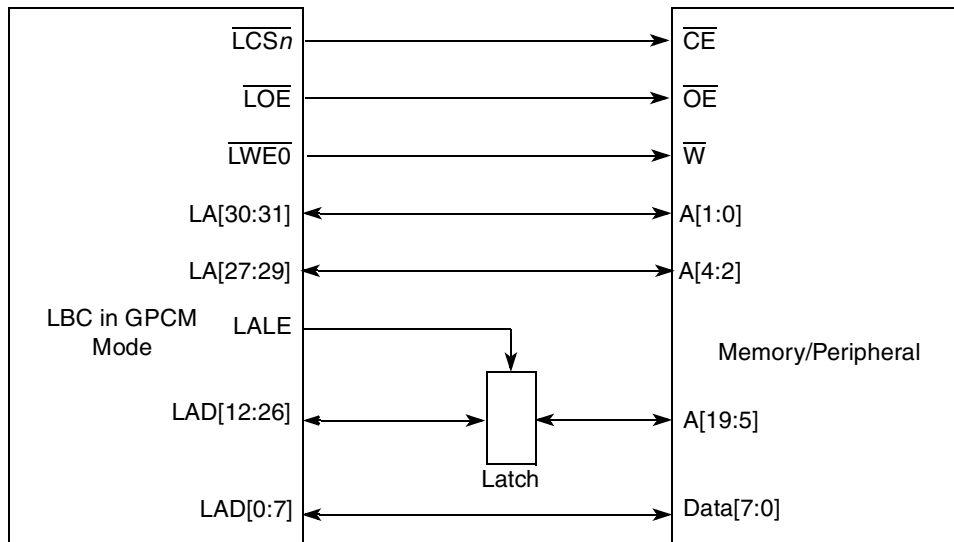 LCSn CE
LOE OE
LWE0 W
LA[30:31] A[1:0]
LA[27:29] A[4:2]
LBC in GPCM LALE
Mode
Memory/Peripheral
LAD[12:26] A[19:5]
Latch
LAD[0:7] Data[7:0]